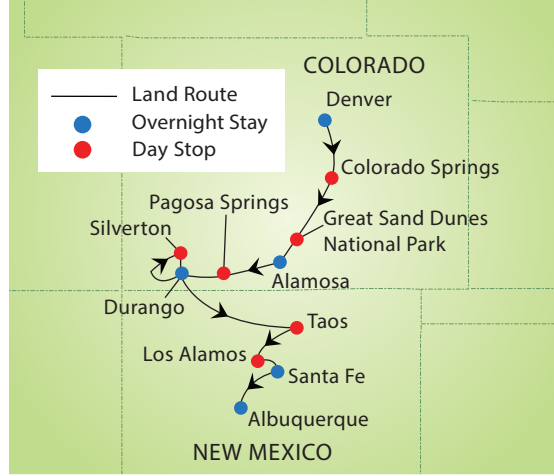 COLORADO
Denver
Land Route
Overnight Stay
Day Stop
Colorado Springs
Pagosa Springs
Great Sand Dunes
National Park
Silverton
Alamosa
Durango
Taos
Los Alamos
Santa Fe
Albuquerque
NEW MEXICO